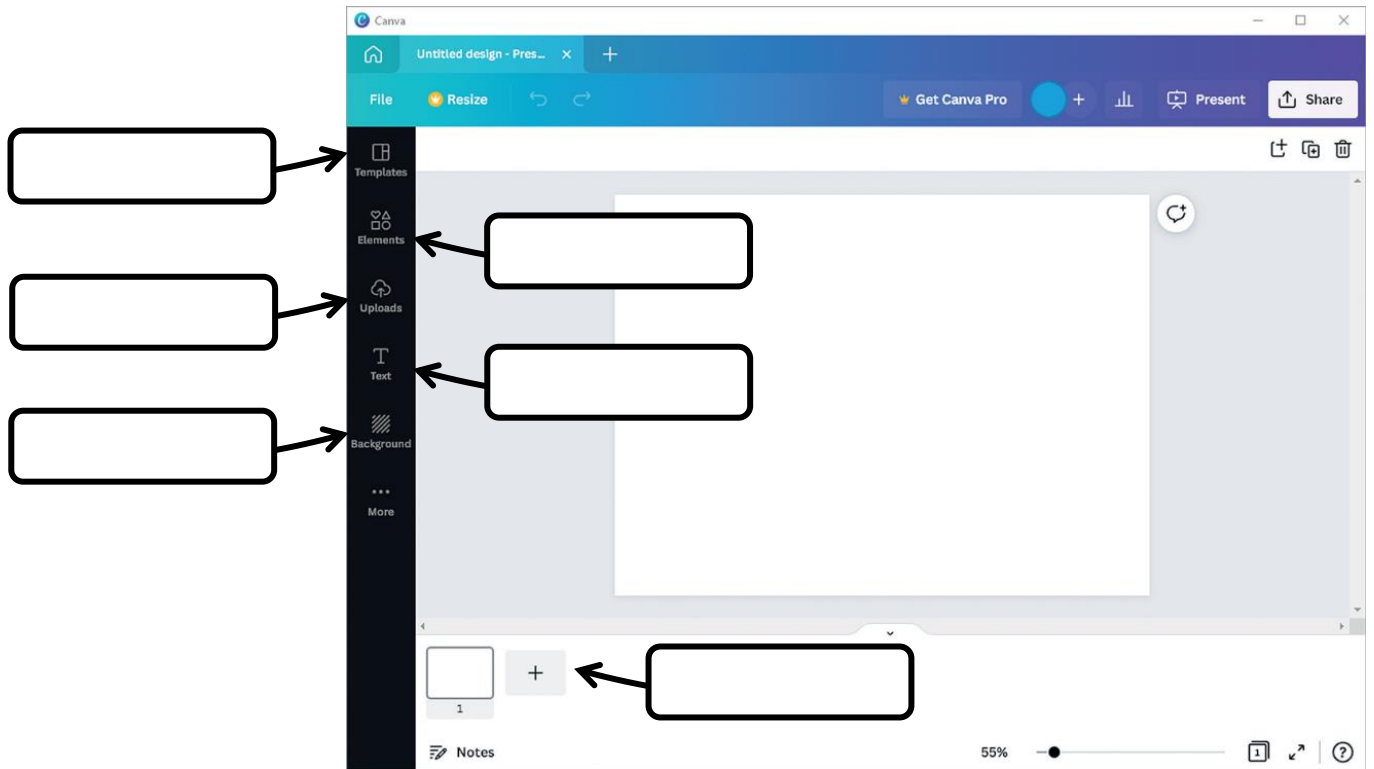 Canva
Untitled design - Pres...
File Resize Get Canva Pro Present Share
Templates
Elements
Uploads
Text
Background
More
1
Notes 55% 1